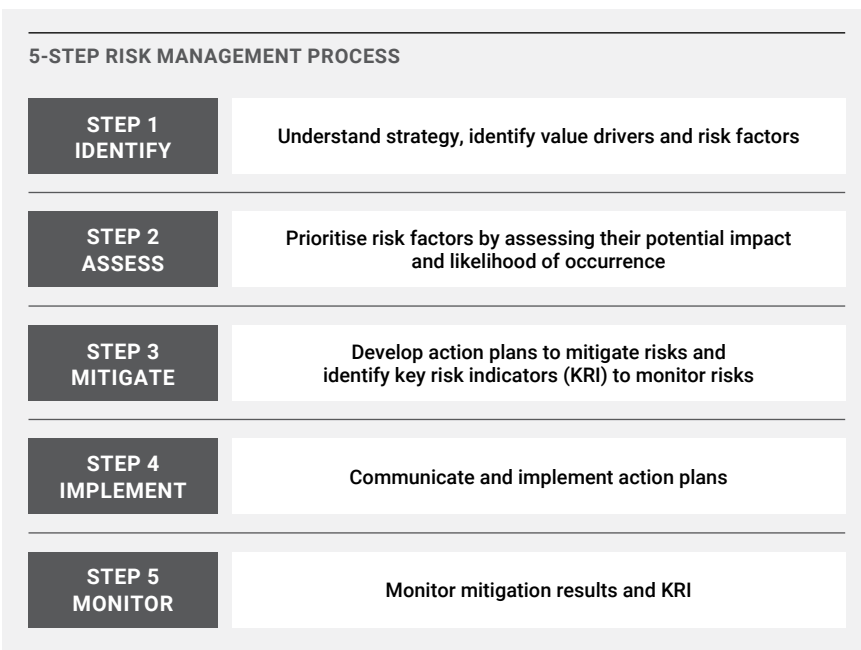 5-STEP RISK MANAGEMENT PROCESS
STEP 1
IDENTIFY
Understand strategy, identify value drivers and risk factors
STEP 2
ASSESS
Prioritise risk factors by assessing their potential impact
and likelihood of occurrence
STEP 3
MITIGATE
Develop action plans to mitigate risks and
identify key risk indicators (KRI) to monitor risks
STEP 4
IMPLEMENT
Communicate and implement action plans
STEP 5
MONITOR
Monitor mitigation results and KRI